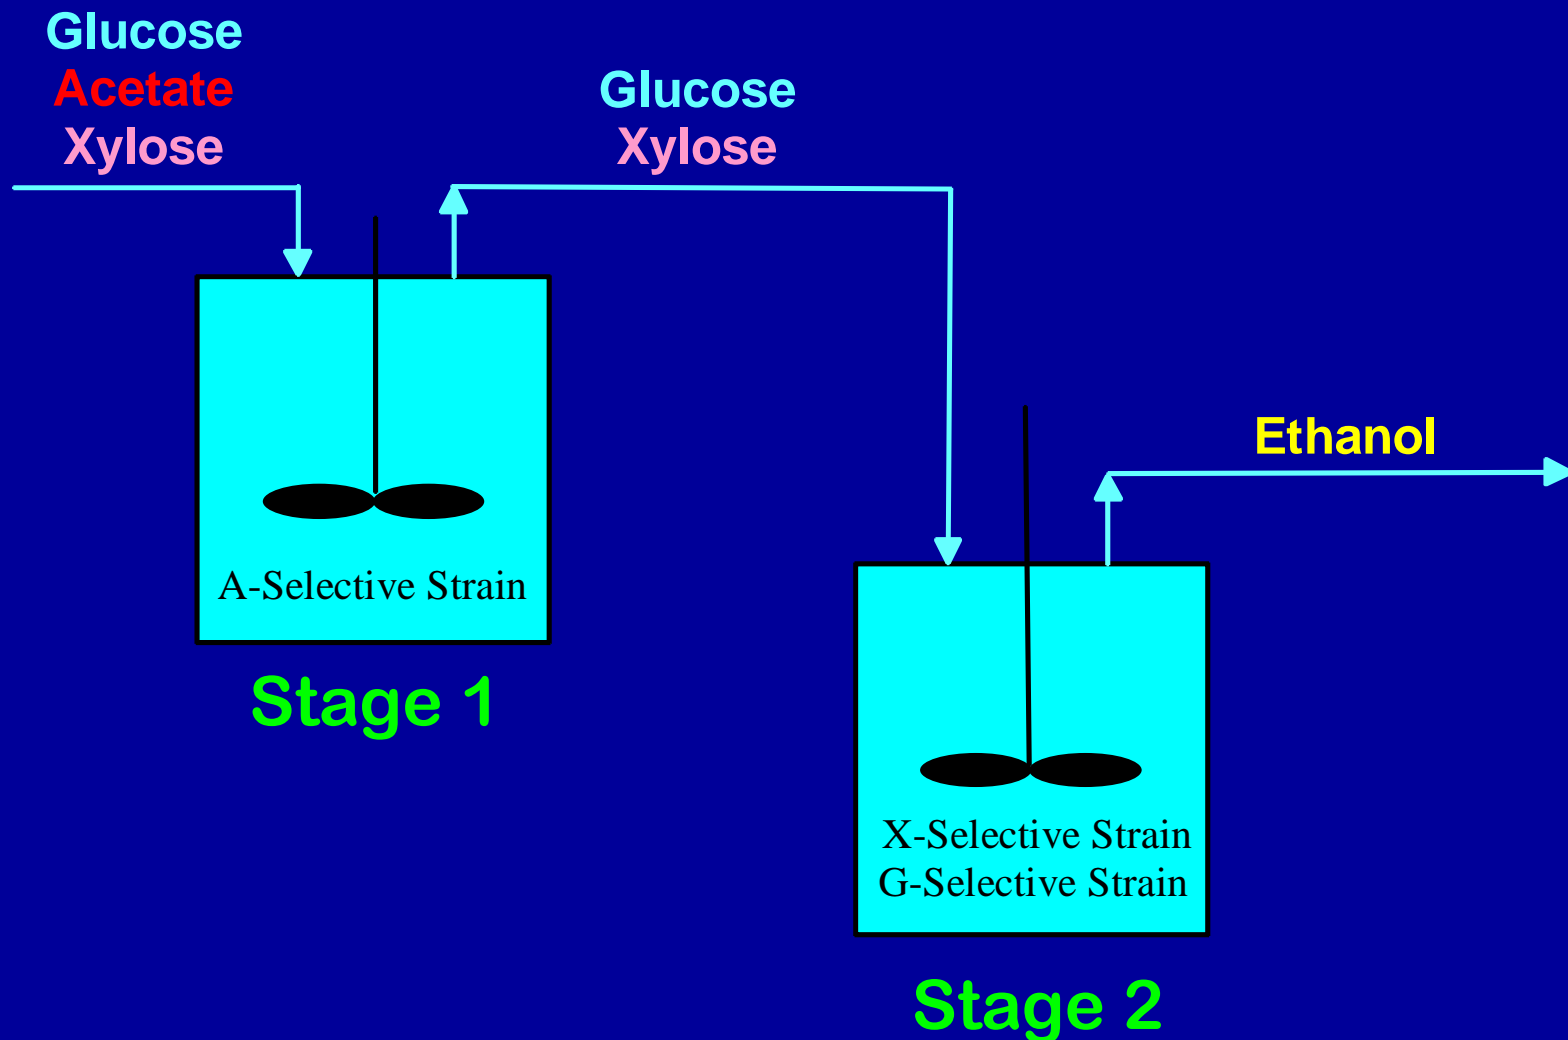 Glucose
Acetate
Xylose
Glucose
Xylose
A-Selective Strain
Stage 1
Ethanol
X-Selective Strain
G-Selective Strain
Stage 2